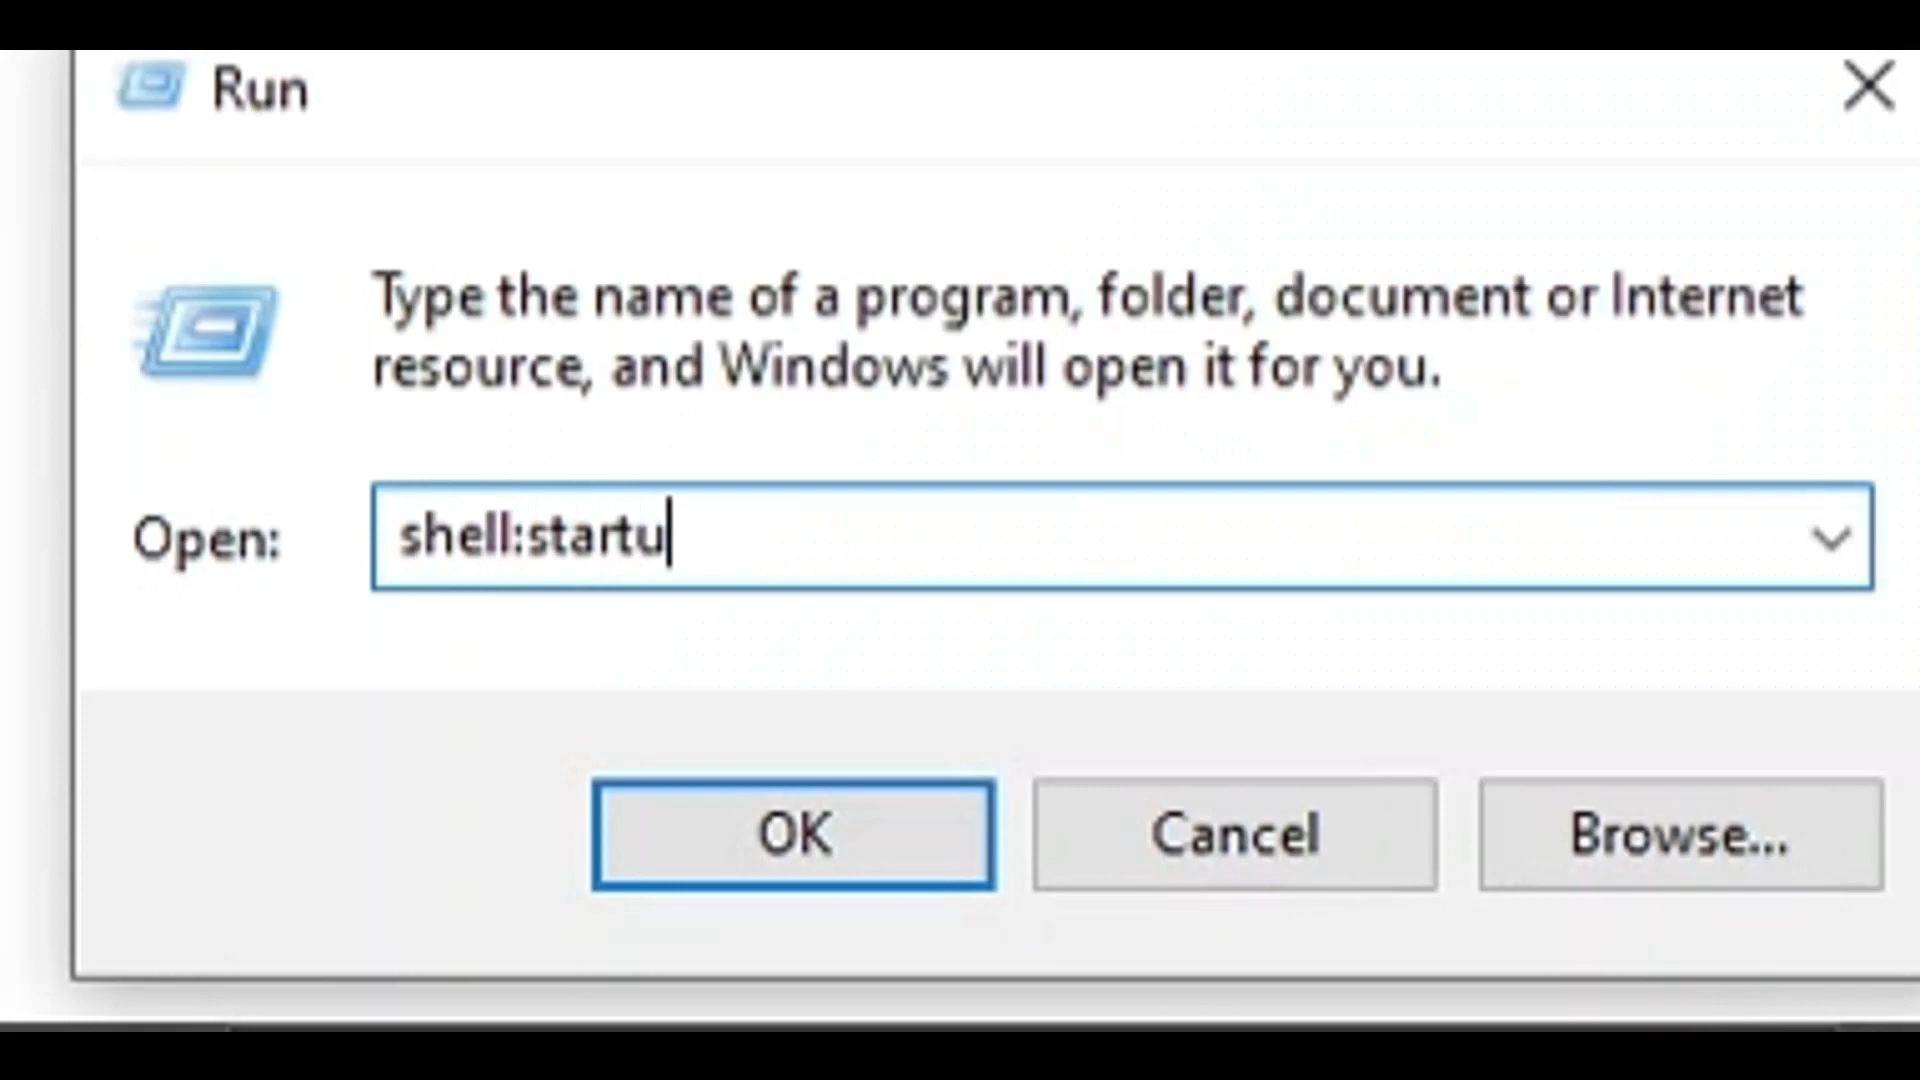 Run
Type the name of a program, folder, document or Internet
resource, and Windows will open it for you.
Open: shell:startu
OK Cancel Browse...